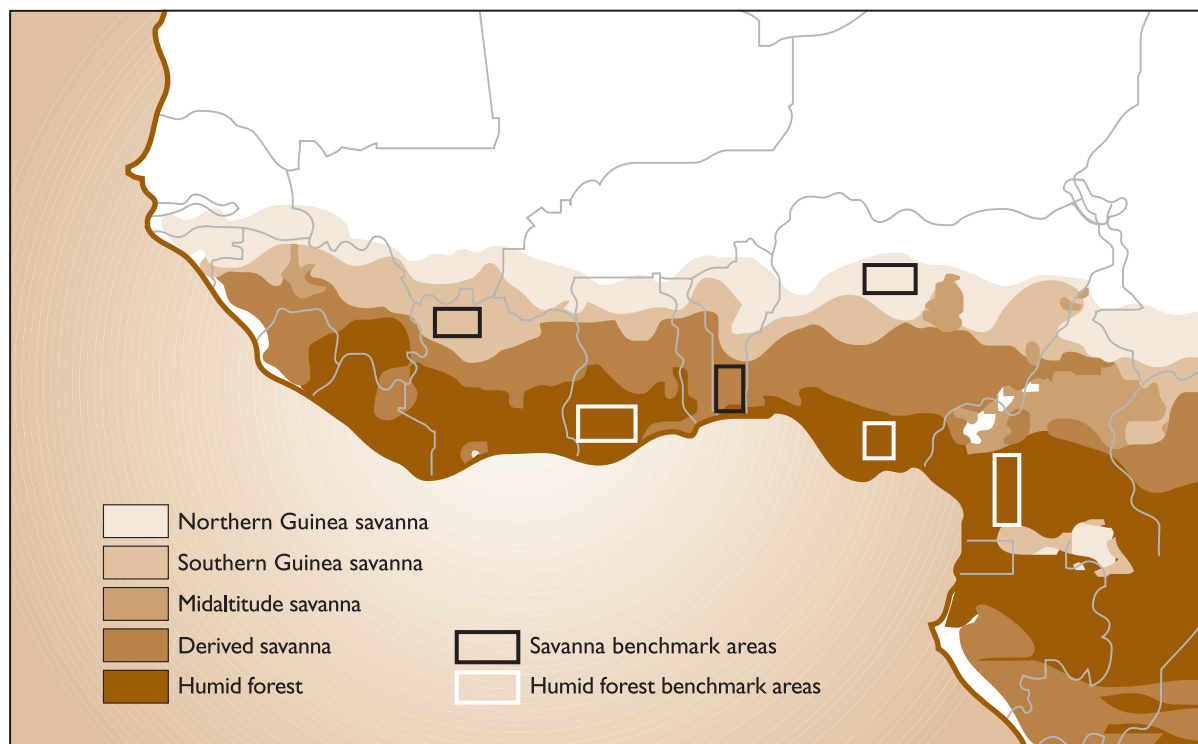 Northern Guinea savanna
Southern Guinea savanna
Midaltitude savanna
Derived savanna
Humid forest
Savanna benchmark areas
Humid forest benchmark areas